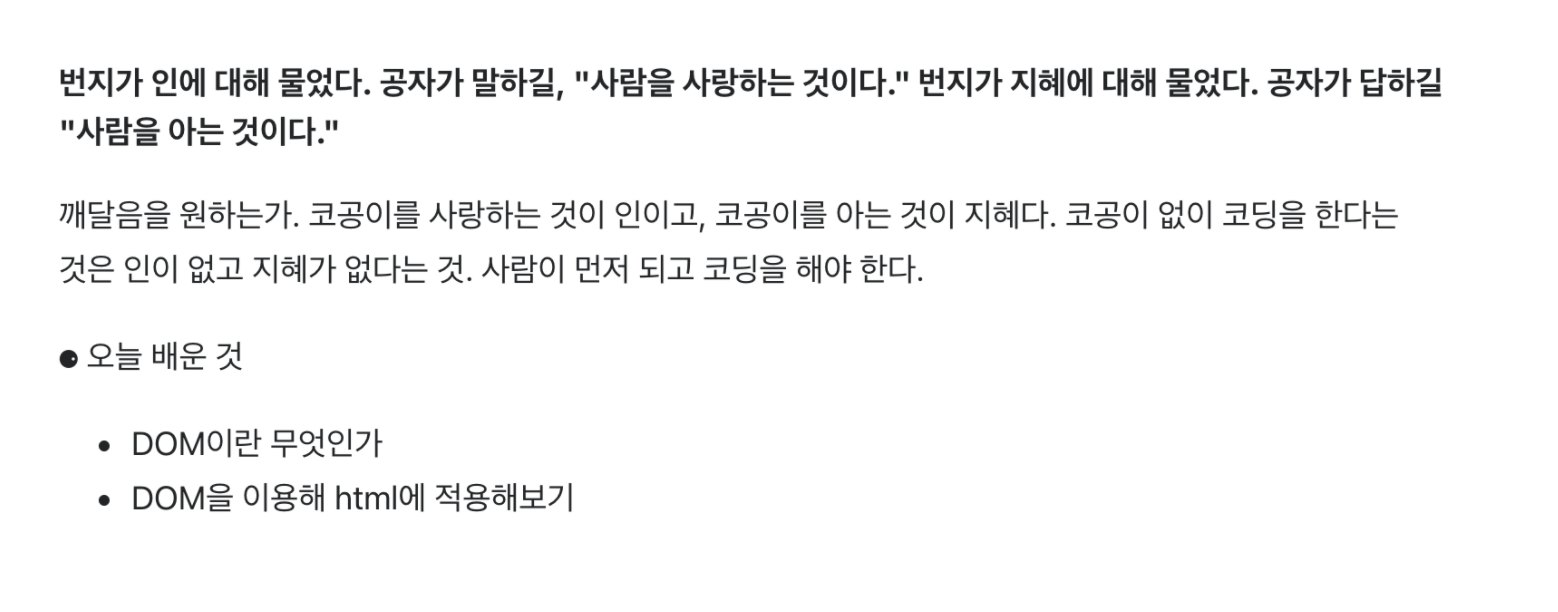 번지가 인에 대해 물었다. 공자가 말하길, "사람을 사랑하는 것이다." 번지가 지혜에 대해 물었다. 공자가 답하길
"사람을 아는 것이다."
깨달음을 원하는가. 코공이를 사랑하는 것이 인이고, 코공이를 아는 것이 지혜다. 코공이 없이 코딩을 한다는
것은 인이 없고 지혜가 없다는 것. 사람이 먼저 되고 코딩을 해야 한다.
⚈ 오늘 배운 것
• DOM이란 무엇인가
• DOM을 이용해 html에 적용해보기